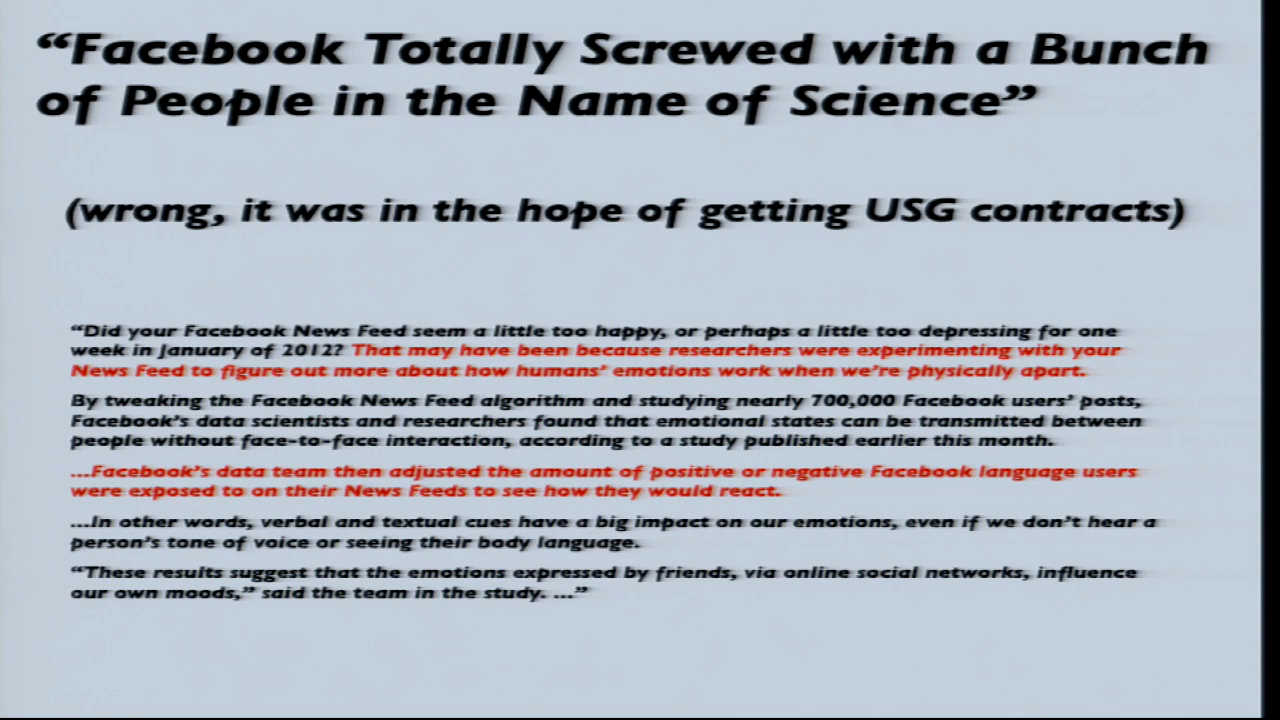 “Facebook Totally Screwed with a Bunch
of People in the Name of Science”
(wrong, it was in the hope of getting USG contracts)
“Did your Facebook News Feed seem a little too happy, or perhaps a little too depressing for one
week in January of 2012? That may have been because researchers were experimenting with your
News Feed to figure out more about how humans’ emotions work when we’re physically apart.
By tweaking the Facebook News Feed algorithm and studying nearly 700,000 Facebook users’ posts,
Facebook’s data scientists and researchers found that emotional states can be transmitted between
people without face-to-face interaction, according to a study published earlier this month.
...Facebook’s data team then adjusted the amount of positive or negative Facebook language users
were exposed to on their News Feeds to see how they would react.
...In other words, verbal and textual cues have a big impact on our emotions, even if we don’t hear a
person’s tone of voice or seeing their body language.
“These results suggest that the emotions expressed by friends, via online social networks, influence
our own moods,” said the team in the study. ...”